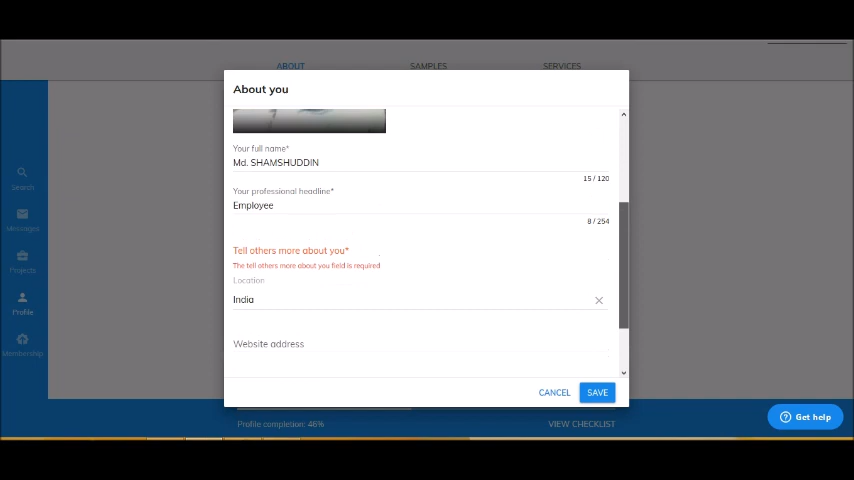 ABOUT
SAMPLES
SERVICES
About you
Your full name*
Md. SHAMSHUDDIN
15 / 120
Your professional headline*
Employee
8 / 254
Tell others more about you*
The tell others more about you field is required
Location
India
Website address
CANCEL
SAVE
Search
Messages
Projects
Profile
Membership
Profile completion: 46%
VIEW CHECKLIST
Get help